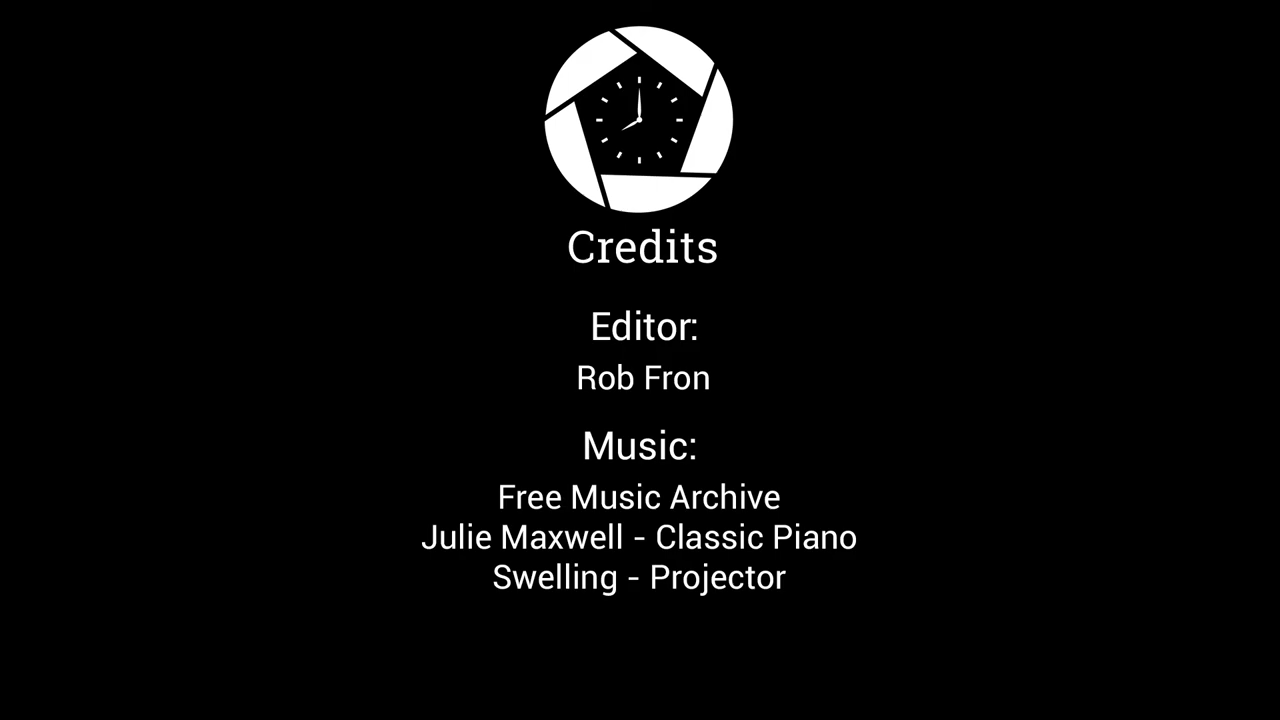 Credits
Editor:
Rob Fron
Music:
Free Music Archive
Julie Maxwell - Classic Piano
Swelling - Projector